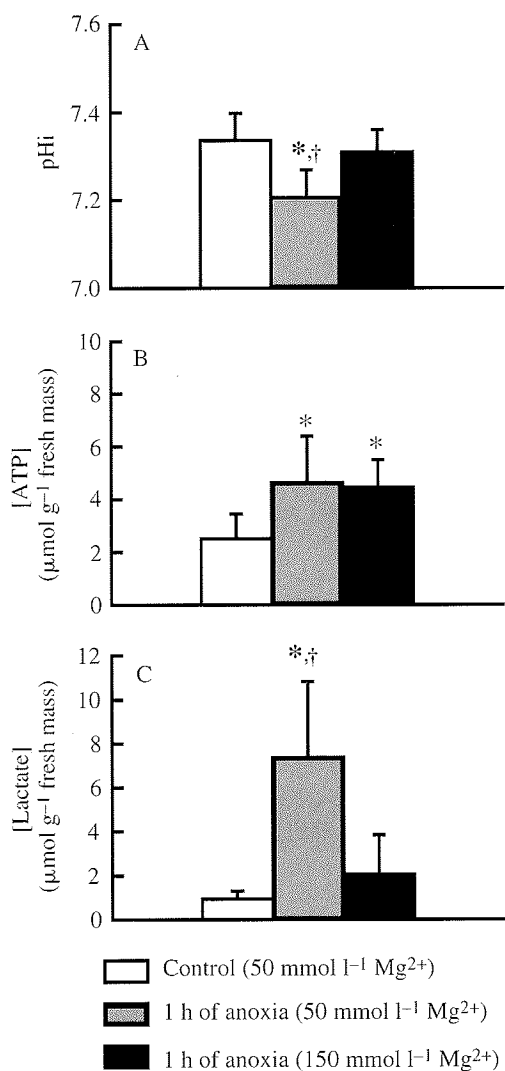 7.6
A
7.4
*,†
pHi
7.2
7.0
10
B
8
6
*
*
[ATP]
(μmol g⁻¹ fresh mass)
4
2
0
12
*,†
C
10
8
[Lactate]
(μmol g⁻¹ fresh mass)
6
4
2
0
Control (50 mmol l⁻¹ Mg²⁺)
1 h of anoxia (50 mmol l⁻¹ Mg²⁺)
1 h of anoxia (150 mmol l⁻¹ Mg²⁺)